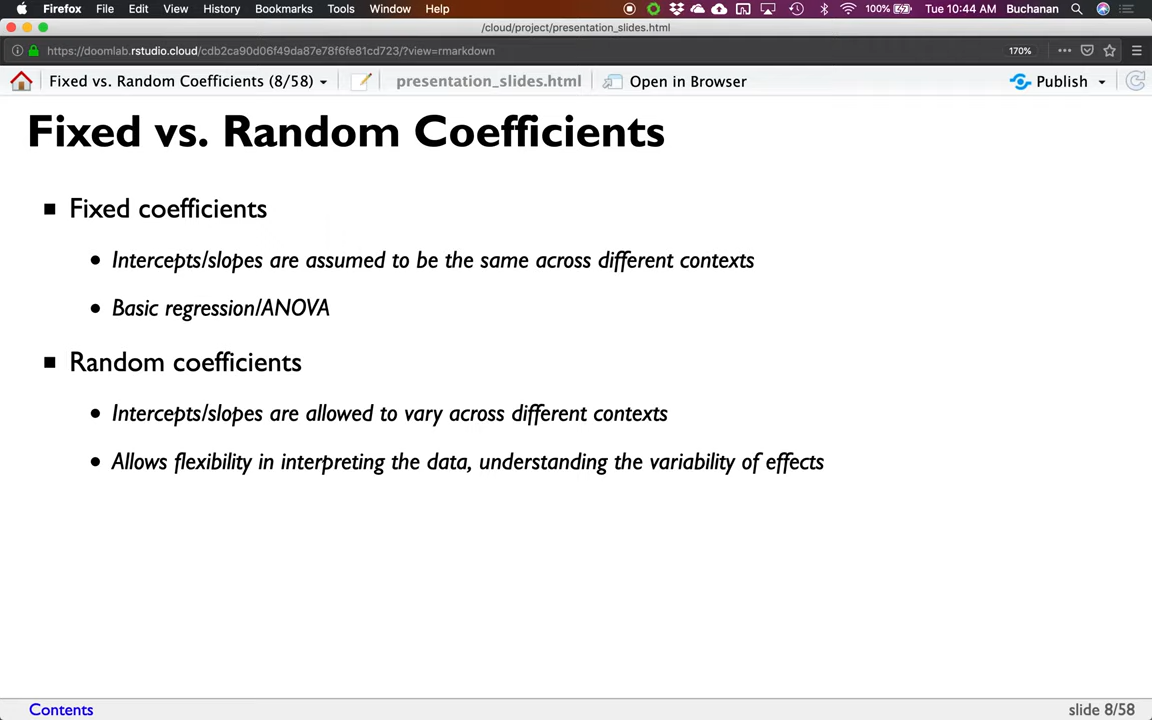 Firefox File Edit View History Bookmarks Tools Window Help 100% Tue 10:44 AM Buchanan
/cloud/project/presentation_slides.html
https://doomlab.rstudio.cloud/cdb2ca90d06f49da87e78f6fe81cd723/?view=rmarkdown 170%
Fixed vs. Random Coefficients (8/58) presentation_slides.html Open in Browser Publish
Fixed vs. Random Coefficients
Fixed coefficients
Intercepts/slopes are assumed to be the same across different contexts
Basic regression/ANOVA
Random coefficients
Intercepts/slopes are allowed to vary across different contexts
Allows flexibility in interpreting the data, understanding the variability of effects
Contents slide 8/58